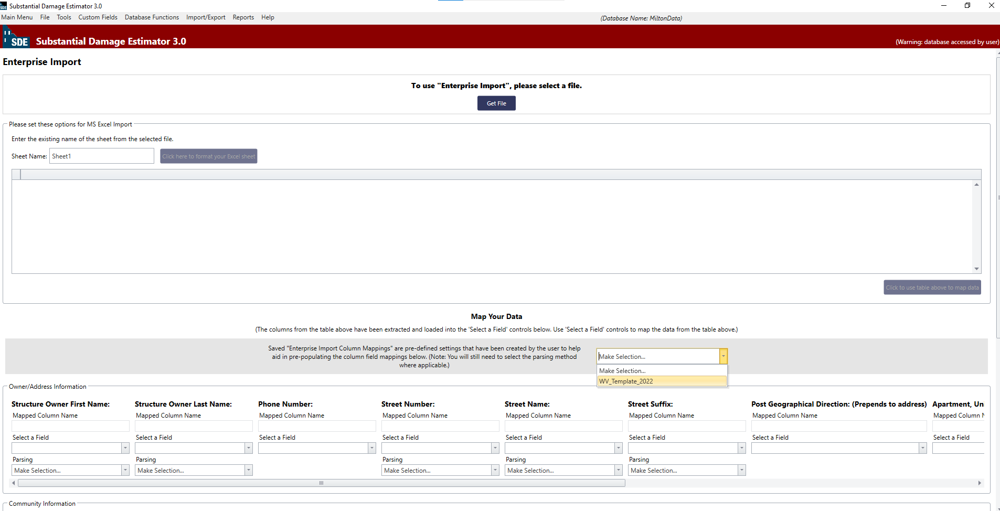 SDE Substantial Damage Estimator 3.0
Main Menu File Tools Custom Fields Database Functions Import/Export Reports Help (Database Name: MiltonData)
SDE Substantial Damage Estimator 3.0 (Warning: database accessed by user)
Enterprise Import
To use "Enterprise Import", please select a file.
Get File
Please set these options for MS Excel Import
Enter the existing name of the sheet from the selected file.
Sheet Name: Sheet1 Click here to format your Excel sheet
Click to use table above to map data
Map Your Data
(The columns from the table above have been extracted and loaded into the 'Select a Field' controls below. Use 'Select a Field' controls to map the data from the table above.)
Saved "Enterprise Import Column Mappings" are pre-defined settings that have been created by the user to help
aid in pre-populating the column field mappings below. (Note: You will still need to select the parsing method
where applicable.)
Make Selection...
Make Selection...
WV_Template_2022
Owner/Address Information
Structure Owner First Name: Structure Owner Last Name: Phone Number: Street Number: Street Name: Street Suffix: Post Geographical Direction: (Prepends to address) Apartment, Un
Mapped Column Name Mapped Column Name Mapped Column Name Mapped Column Name Mapped Column Name Mapped Column Name Mapped Column Name Mapped Column N
Select a Field Select a Field Select a Field Select a Field Select a Field Select a Field Select a Field Select a Field
Parsing Parsing Parsing Parsing Parsing
Make Selection... Make Selection... Make Selection... Make Selection... Make Selection...
Community Information